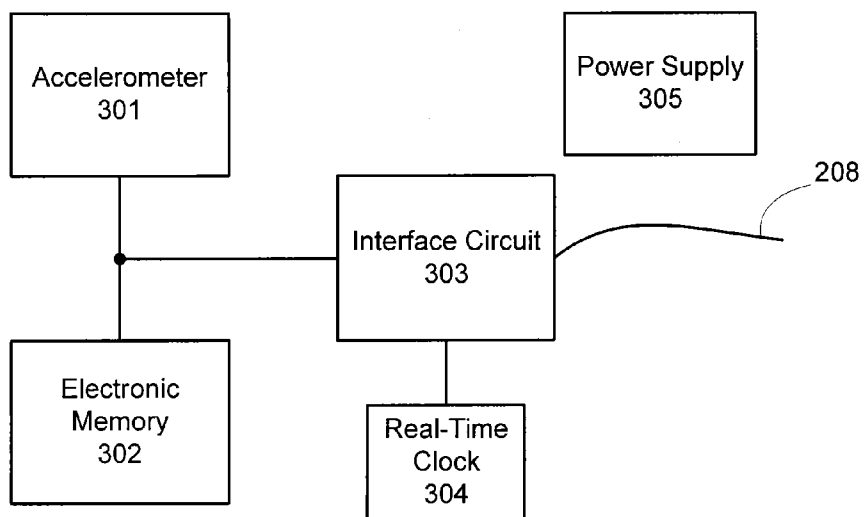 Accelerometer
301
Power Supply
305
208
Interface Circuit
303
Electronic
Memory
302
Real-Time
Clock
304